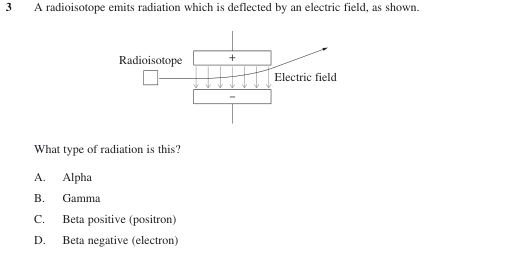 3 A radioisotope emits radiation which is deflected by an electric field, as shown.
+
Radioisotope
Electric field
–
What type of radiation is this?
A. Alpha
B. Gamma
C. Beta positive (positron)
D. Beta negative (electron)